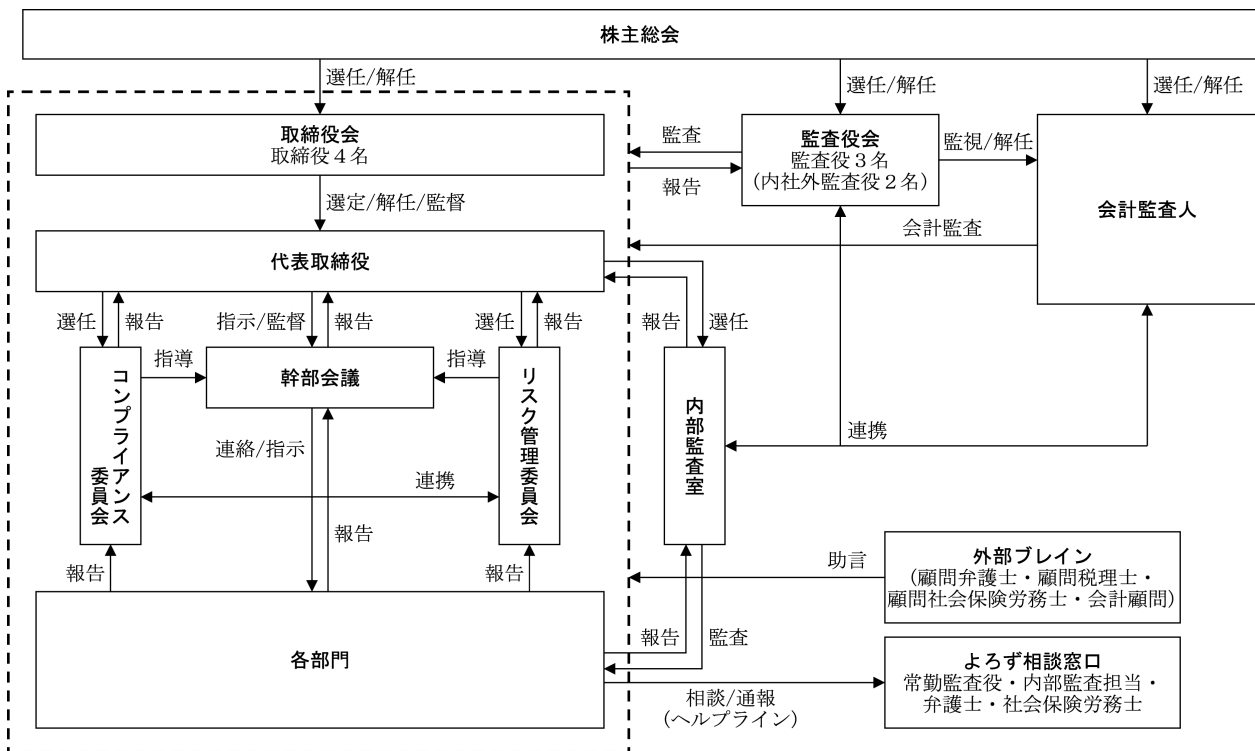 株主総会
選任/解任
選任/解任
選任/解任
取締役会
取締役４名
監査
報告
監査役会
監査役３名
(内社外監査役２名)
監視/解任
会計監査人
選定/解任/監督
会計監査
代表取締役
選任
報告
指示/監督
報告
選任
報告
報告
選任
指導
幹部会議
指導
コンプライアンス
委員会
リスク管理委員会
内部監査室
連絡/指示
連携
連携
報告
報告
報告
助言
外部ブレイン
(顧問弁護士・顧問税理士・
顧問社会保険労務士・会計顧問)
各部門
報告
監査
相談/通報
(ヘルプライン)
よろず相談窓口
常勤監査役・内部監査担当・
弁護士・社会保険労務士